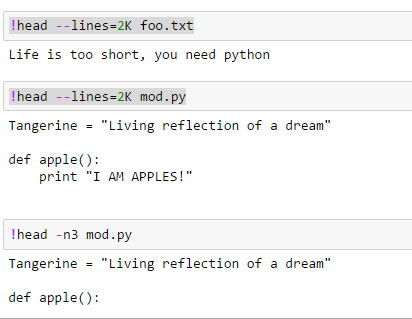 !head --lines=2K foo.txt
Life is too short, you need python
!head --lines=2K mod.py
Tangerine = "Living reflection of a dream"
def apple():
    print "I AM APPLES!"
!head -n3 mod.py
Tangerine = "Living reflection of a dream"
def apple():